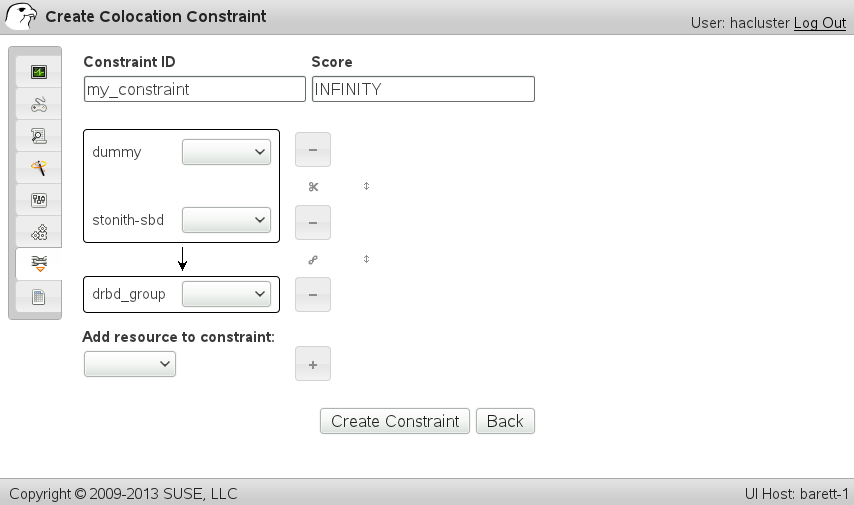 Create Colocation Constraint
User: hacluster Log Out
Constraint ID Score
my_constraint INFINITY
dummy
stonith-sbd
drbd_group
Add resource to constraint:
Create Constraint Back
Copyright © 2009-2013 SUSE, LLC UI Host: barett-1